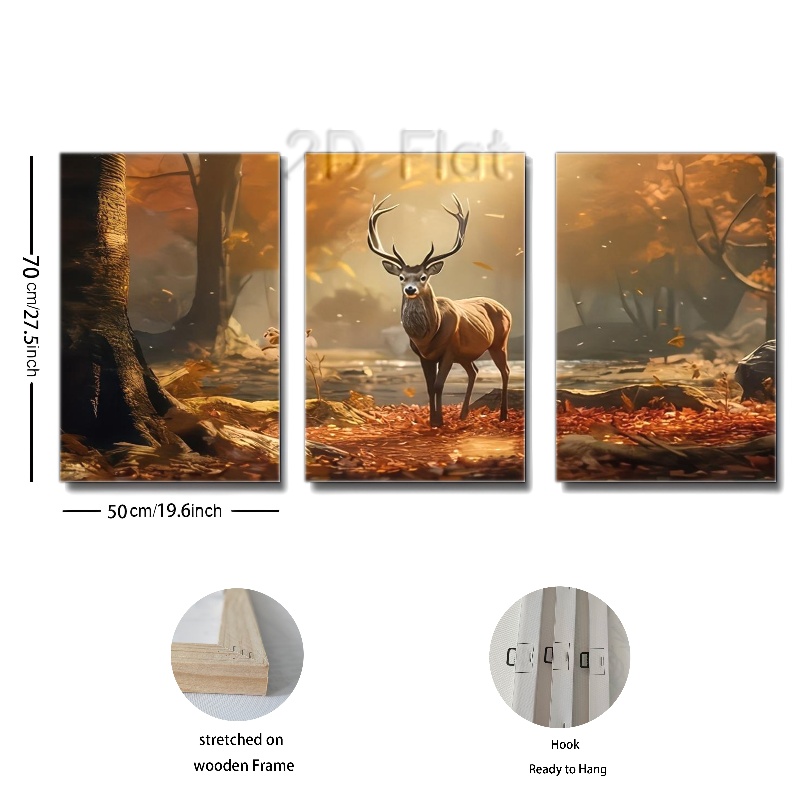 2D Flat
70cm/27.5inch
50cm/19.6inch
stretched on
wooden Frame
Hook
Ready to Hang